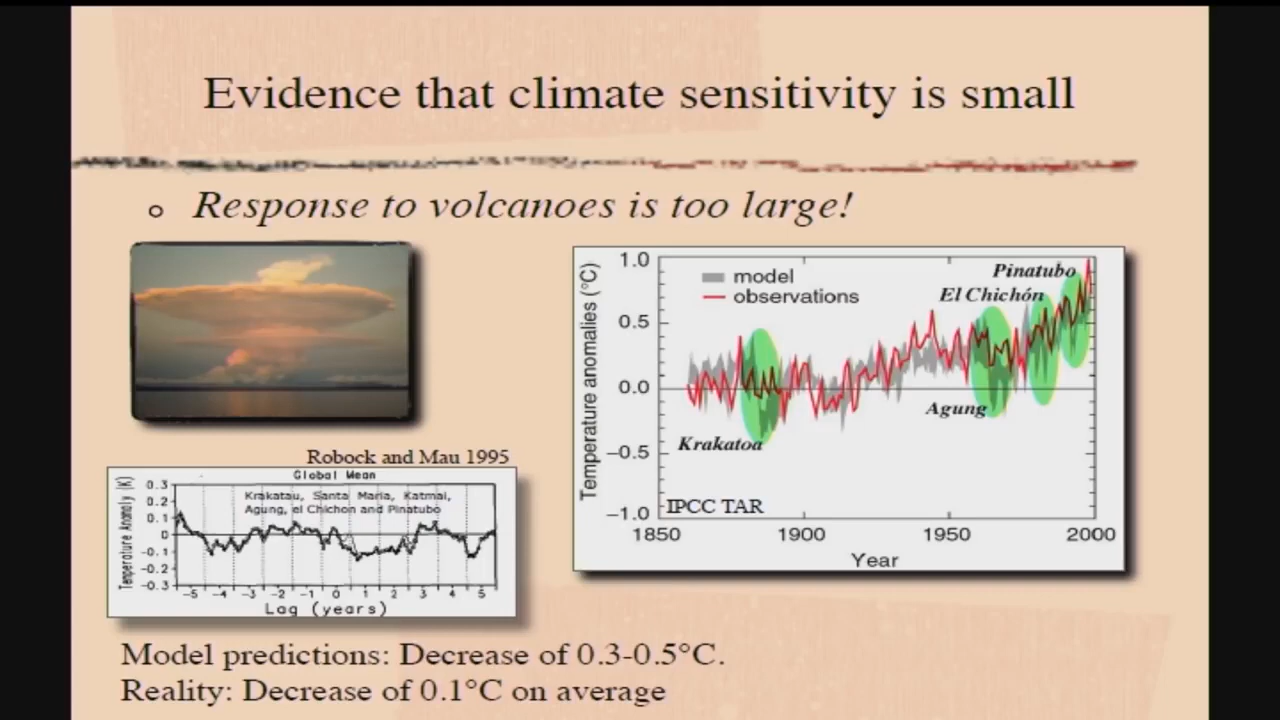 Evidence that climate sensitivity is small
Response to volcanoes is too large!
Robock and Mau 1995
Global Mean
Temperature Anomaly (K)
Krakatau, Santa Maria, Katmai,
Agung, el Chichon and Pinatubo
0.3
0.2
0.1
0
-0.1
-0.2
-0.3
-5 -4 -3 -2 -1 0 1 2 3 4 5
Lag (years)
Temperature anomalies (°C)
1.0
0.5
0.0
−0.5
−1.0
model
observations
Pinatubo
El Chichón
Agung
Krakatoa
IPCC TAR
1850 1900 1950 2000
Year
Model predictions: Decrease of 0.3-0.5°C.
Reality: Decrease of 0.1°C on average